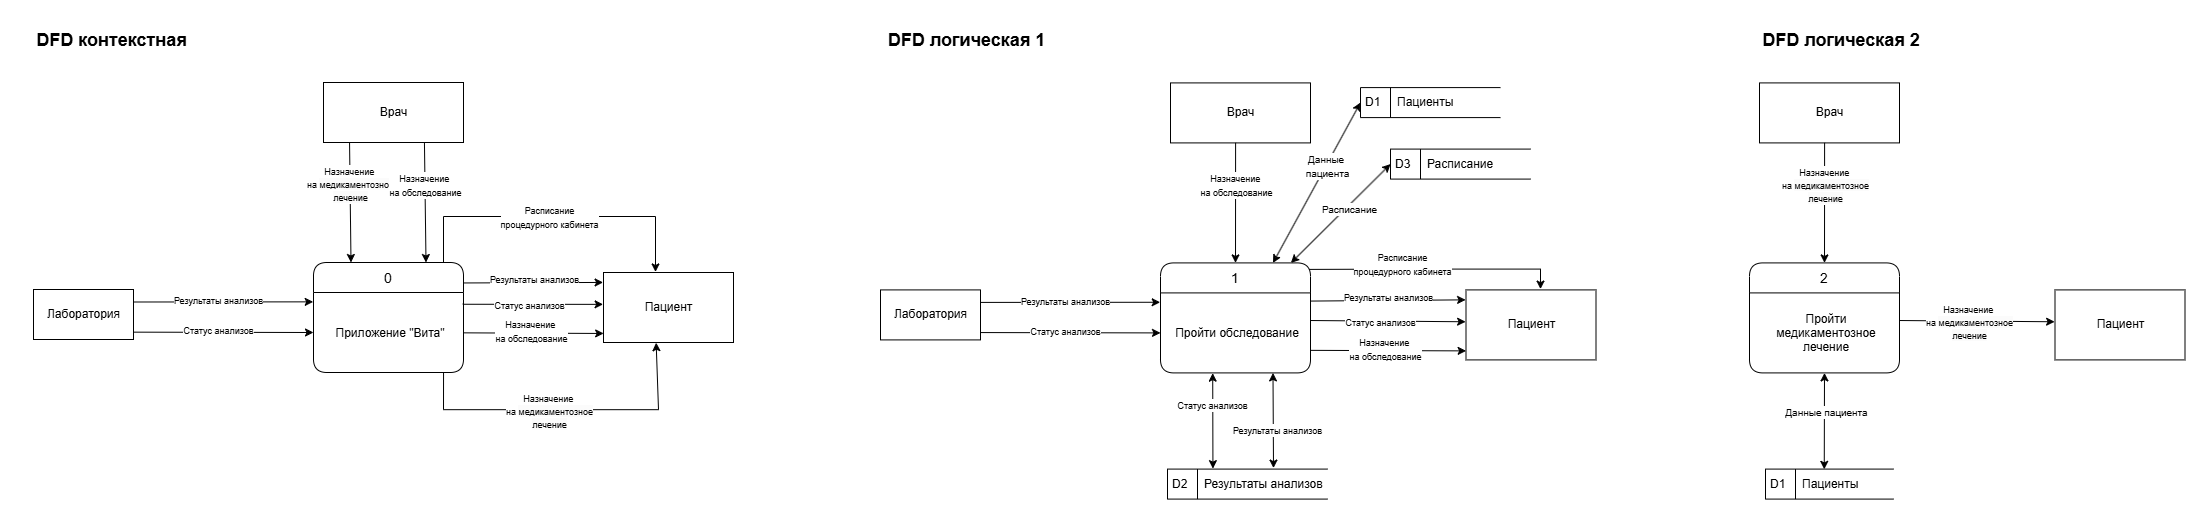 DFD контекстная
Врач
Назначение
на медикаментозно
лечение
Назначение
на обследование
Расписание
процедурного кабинета
0
Приложение "Вита"
Лаборатория
Результаты анализов
Статус анализов
Результаты анализов
Статус анализов
Назначение
на обследование
Пациент
Назначение
на медикаментозное
лечение
DFD логическая 1
Врач
D1
Пациенты
Данные
пациента
D3
Расписание
Назначение
на обследование
Расписание
1
Пройти обследование
Лаборатория
Результаты анализов
Статус анализов
Расписание
процедурного кабинета
Результаты анализов
Статус анализов
Назначение
на обследование
Пациент
Статус анализов
Результаты анализов
D2
Результаты анализов
DFD логическая 2
Врач
Назначение
на медикаментозное
лечение
2
Пройти
медикаментозное
лечение
Назначение
на медикаментозное
лечение
Пациент
Данные пациента
D1
Пациенты